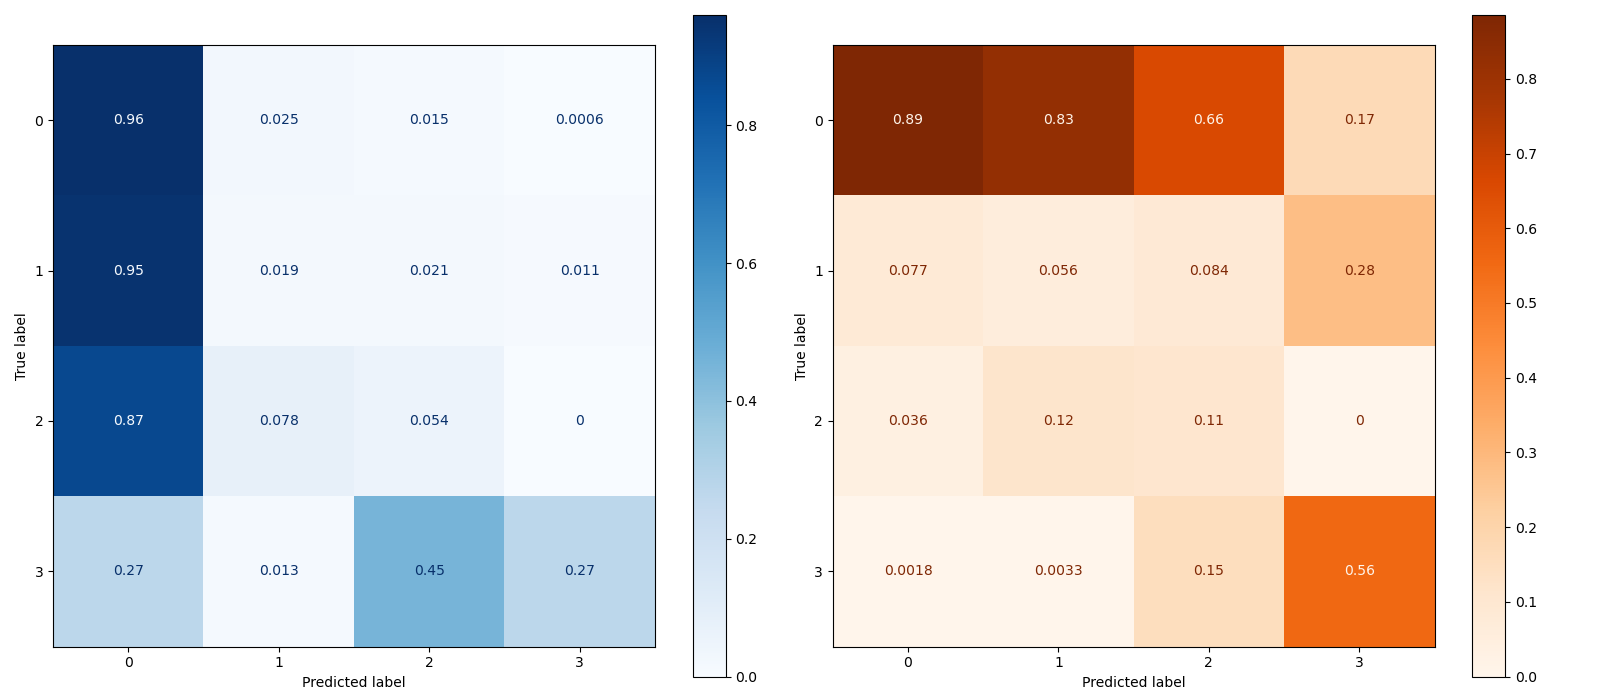 0 0.96 0.025 0.015 0.0006
1 0.95 0.019 0.021 0.011
2 0.87 0.078 0.054 0
3 0.27 0.013 0.45 0.27
0 1 2 3
Predicted label
True label
0.8
0.6
0.4
0.2
0.0
0 0.89 0.83 0.66 0.17
1 0.077 0.056 0.084 0.28
2 0.036 0.12 0.11 0
3 0.0018 0.0033 0.15 0.56
0 1 2 3
Predicted label
True label
0.8
0.7
0.6
0.5
0.4
0.3
0.2
0.1
0.0